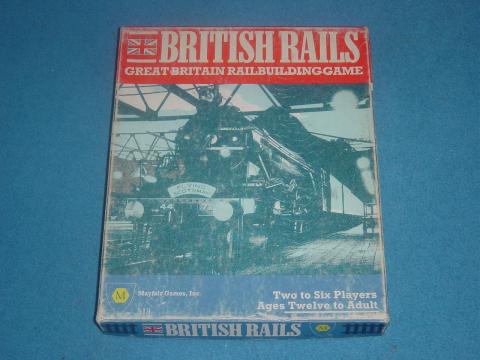 BRITISH RAILS
GREAT BRITAIN RAILBUILDING GAME
FLYING
SCOTSMAN
M
Mayfair Games, Inc.
Two to Six Players
Ages Twelve to Adult
BRITISH RAILS
M